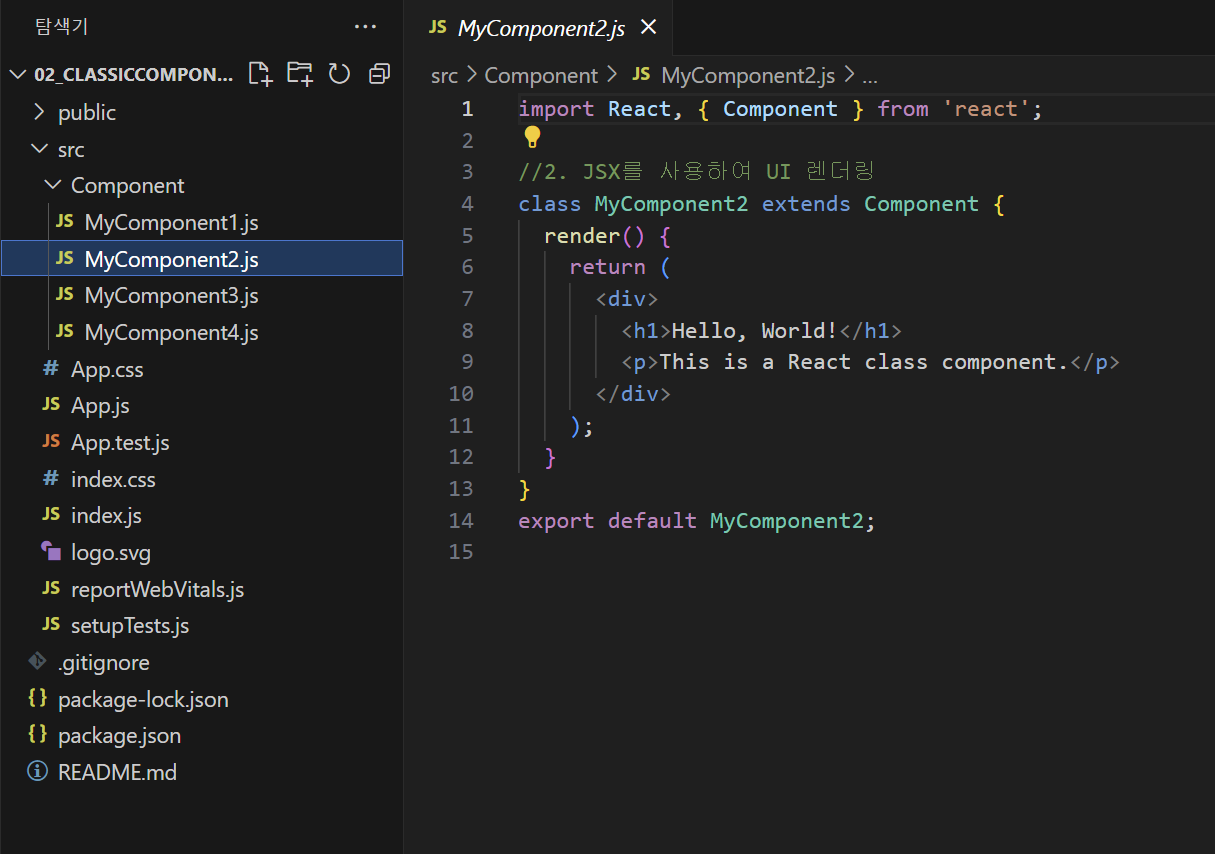 탐색기 ···
02_CLASSICCOMPON...
public
src
Component
JS MyComponent1.js
JS MyComponent2.js
JS MyComponent3.js
JS MyComponent4.js
# App.css
JS App.js
JS App.test.js
# index.css
JS index.js
logo.svg
JS reportWebVitals.js
JS setupTests.js
.gitignore
{} package-lock.json
{} package.json
README.md
JS MyComponent2.js
src > Component > JS MyComponent2.js > ...
1 import React, { Component } from 'react';
2
3 //2. JSX를 사용하여 UI 렌더링
4 class MyComponent2 extends Component {
5 render() {
6 return (
7 <div>
8 <h1>Hello, World!</h1>
9 <p>This is a React class component.</p>
10 </div>
11 );
12 }
13 }
14 export default MyComponent2;
15